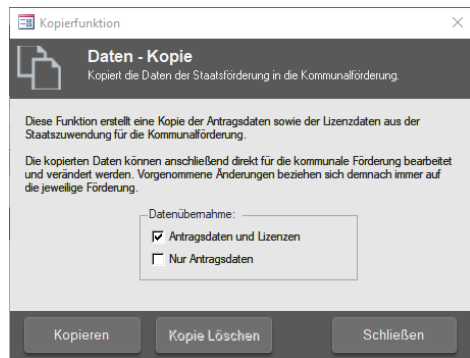 Kopierfunktion
Daten - Kopie
Kopiert die Daten der Staatsförderung in die Kommunalförderung.
Diese Funktion erstellt eine Kopie der Antragsdaten sowie der Lizenzdaten aus der
Staatszuwendung für die Kommunalförderung.
Die kopierten Daten können anschließend direkt für die kommunale Förderung bearbeitet
und verändert werden. Vorgenommene Änderungen beziehen sich demnach immer auf
die jeweilige Förderung.
Datenübernahme:
Antragsdaten und Lizenzen
Nur Antragsdaten
Kopieren Kopie Löschen Schließen